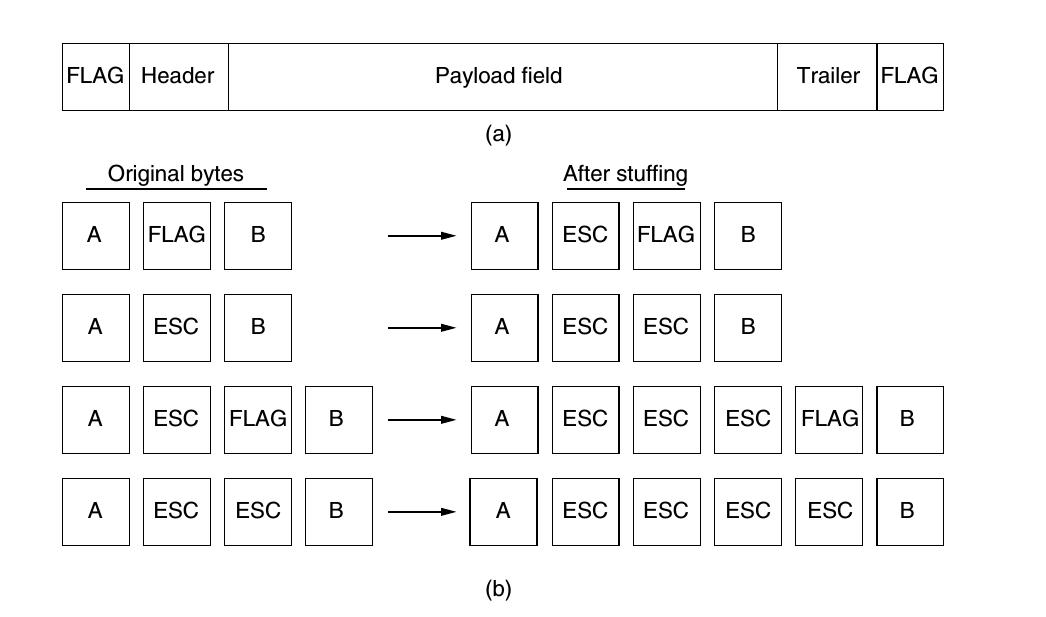 FLAG Header Payload field Trailer FLAG
(a)
Original bytes After stuffing
A FLAG B A ESC FLAG B
A ESC B A ESC ESC B
A ESC FLAG B A ESC ESC ESC FLAG B
A ESC ESC B A ESC ESC ESC ESC B
(b)